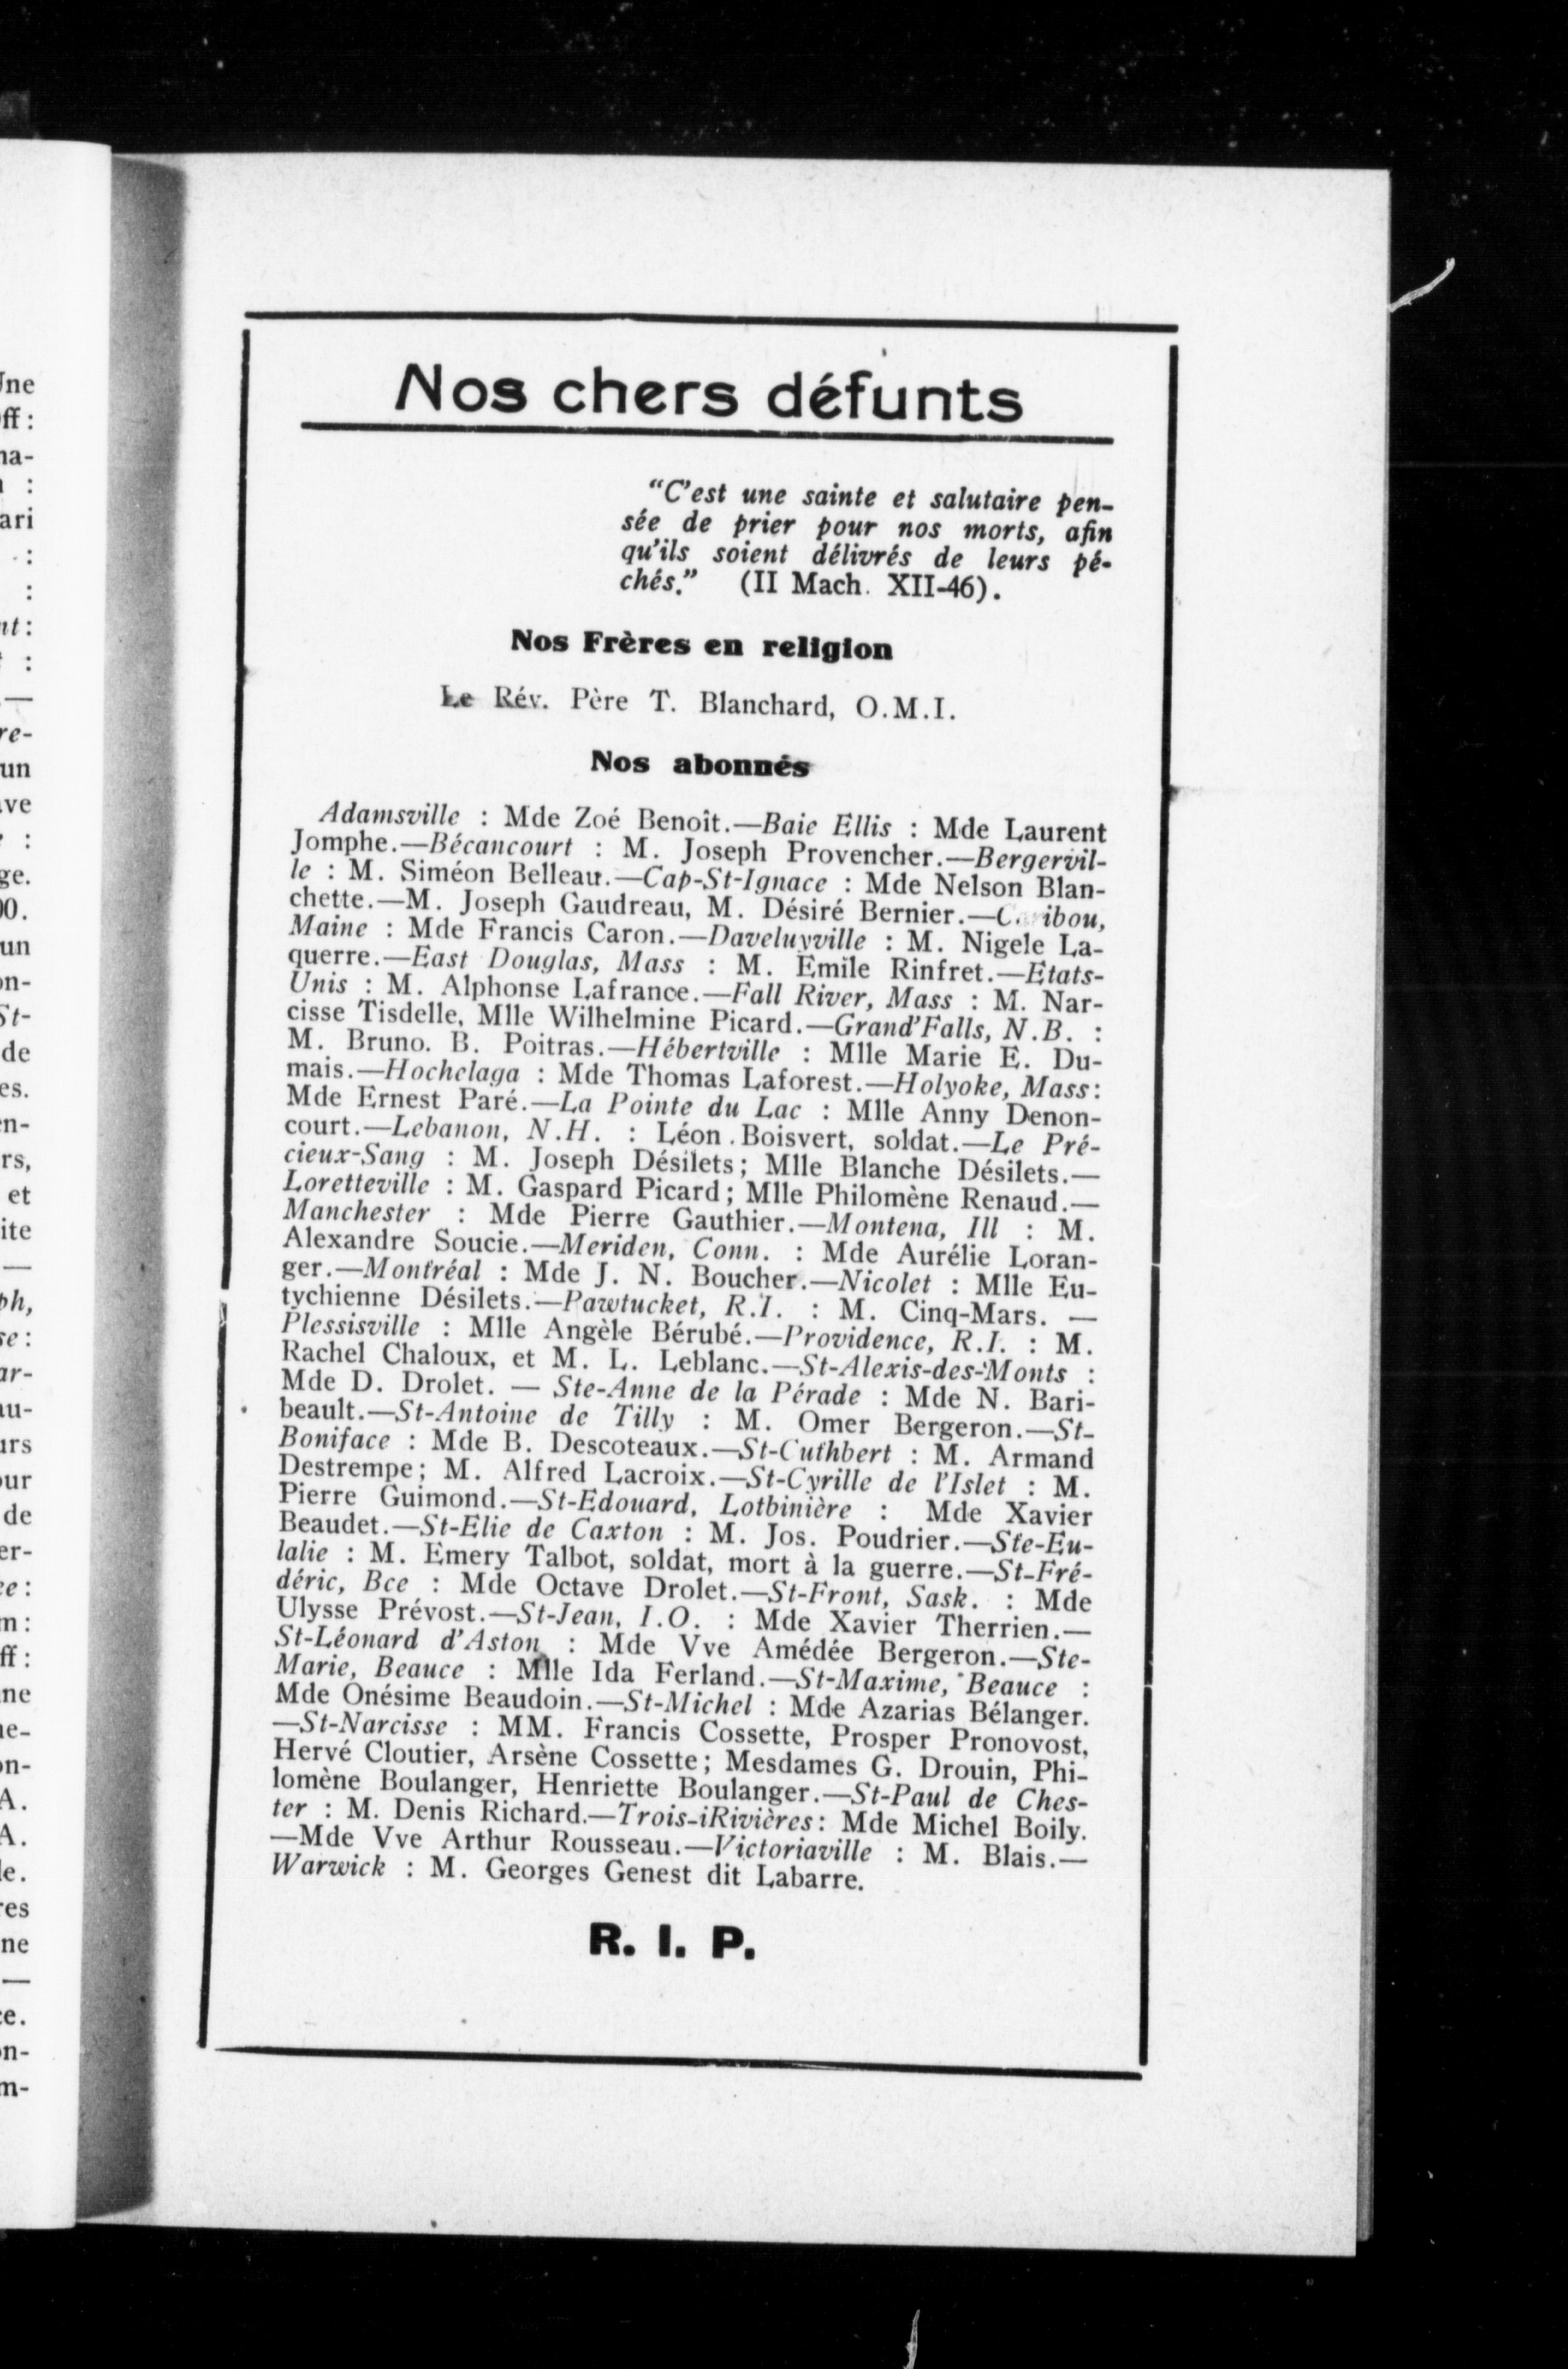 Nos chers défunts
“C’est une sainte et salutaire pen-
sée de prier pour nos morts, afin
qu’ils soient délivrés de leurs pé-
chés.” (II Mach. XII-46).
Nos Frères en religion
Le Rév. Père T. Blanchard, O.M.I.
Nos abonnés
Adamsville : Mde Zoé Benoît.—Baie Ellis : Mde Laurent
Jomphe.—Bécancourt : M. Joseph Provencher.—Bergervil-
le : M. Siméon Belleau.—Cap-St-Ignace : Mde Nelson Blan-
chette.—M. Joseph Gaudreau, M. Désiré Bernier.—Caribou,
Maine : Mde Francis Caron.—Daveluyville : M. Nigele La-
querre.—East Douglas, Mass : M. Emile Rinfret.—Etats-
Unis : M. Alphonse Lafrance.—Fall River, Mass : M. Nar-
cisse Tisdelle, Mlle Wilhelmine Picard.—Grand’Falls, N.B. :
M. Bruno. B. Poitras.—Hébertville : Mlle Marie E. Du-
mais.—Hochelaga : Mde Thomas Laforest.—Holyoke, Mass:
Mde Ernest Paré.—La Pointe du Lac : Mlle Anny Denon-
court.—Lebanon, N.H. : Léon Boisvert, soldat.—Le Pré-
cieux-Sang : M. Joseph Désilets; Mlle Blanche Désilets.—
Loretteville : M. Gaspard Picard; Mlle Philomène Renaud.—
Manchester : Mde Pierre Gauthier.—Montena, Ill : M.
Alexandre Soucie.—Meriden, Conn. : Mde Aurélie Loran-
ger.—Montréal : Mde J. N. Boucher.—Nicolet : Mlle Eu-
tychienne Désilets.—Pawtucket, R.I. : M. Cinq-Mars. —
Plessisville : Mlle Angèle Bérubé.—Providence, R.I. : M.
Rachel Chaloux, et M. L. Leblanc.—St-Alexis-des-Monts :
Mde D. Drolet. — Ste-Anne de la Pérade : Mde N. Bari-
beault.—St-Antoine de Tilly : M. Omer Bergeron.—St-
Boniface : Mde B. Descoteaux.—St-Cuthbert : M. Armand
Destrempe; M. Alfred Lacroix.—St-Cyrille de l’Islet : M.
Pierre Guimond.—St-Edouard, Lotbinière : Mde Xavier
Beaudet.—St-Elie de Caxton : M. Jos. Poudrier.—Ste-Eu-
lalie : M. Emery Talbot, soldat, mort à la guerre.—St-Fré-
déric, Bce : Mde Octave Drolet.—St-Front, Sask. : Mde
Ulysse Prévost.—St-Jean, I.O. : Mde Xavier Therrien.—
St-Léonard d’Aston : Mde Vve Amédée Bergeron.—Ste-
Marie, Beauce : Mlle Ida Ferland.—St-Maxime, Beauce :
Mde Onésime Beaudoin.—St-Michel : Mde Azarias Bélanger.
—St-Narcisse : MM. Francis Cossette, Prosper Pronovost,
Hervé Cloutier, Arsène Cossette; Mesdames G. Drouin, Phi-
lomène Boulanger, Henriette Boulanger.—St-Paul de Ches-
ter : M. Denis Richard.—Trois-iRivières: Mde Michel Boily.
—Mde Vve Arthur Rousseau.—Victoriaville : M. Blais.—
Warwick : M. Georges Genest dit Labarre.
R. I. P.